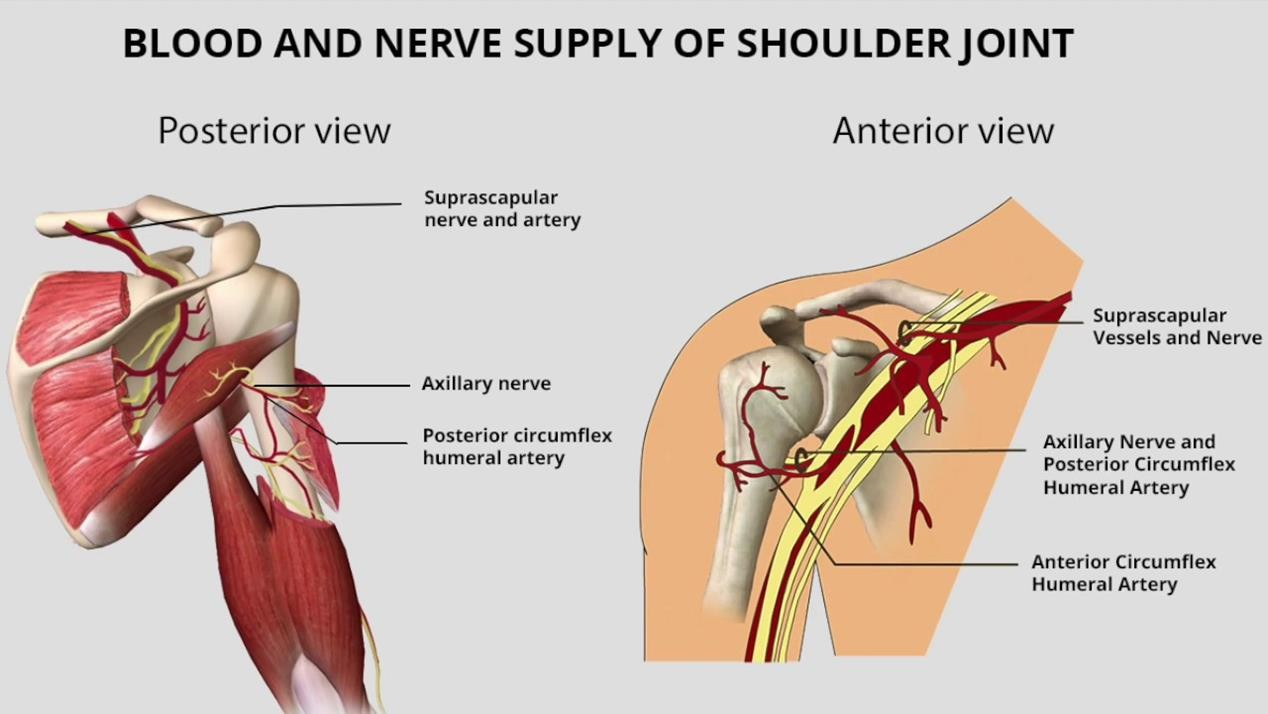 BLOOD AND NERVE SUPPLY OF SHOULDER JOINT
Posterior view
Suprascapular
nerve and artery
Axillary nerve
Posterior circumflex
humeral artery
Anterior view
Suprascapular
Vessels and Nerve
Axillary Nerve and
Posterior Circumflex
Humeral Artery
Anterior Circumflex
Humeral Artery